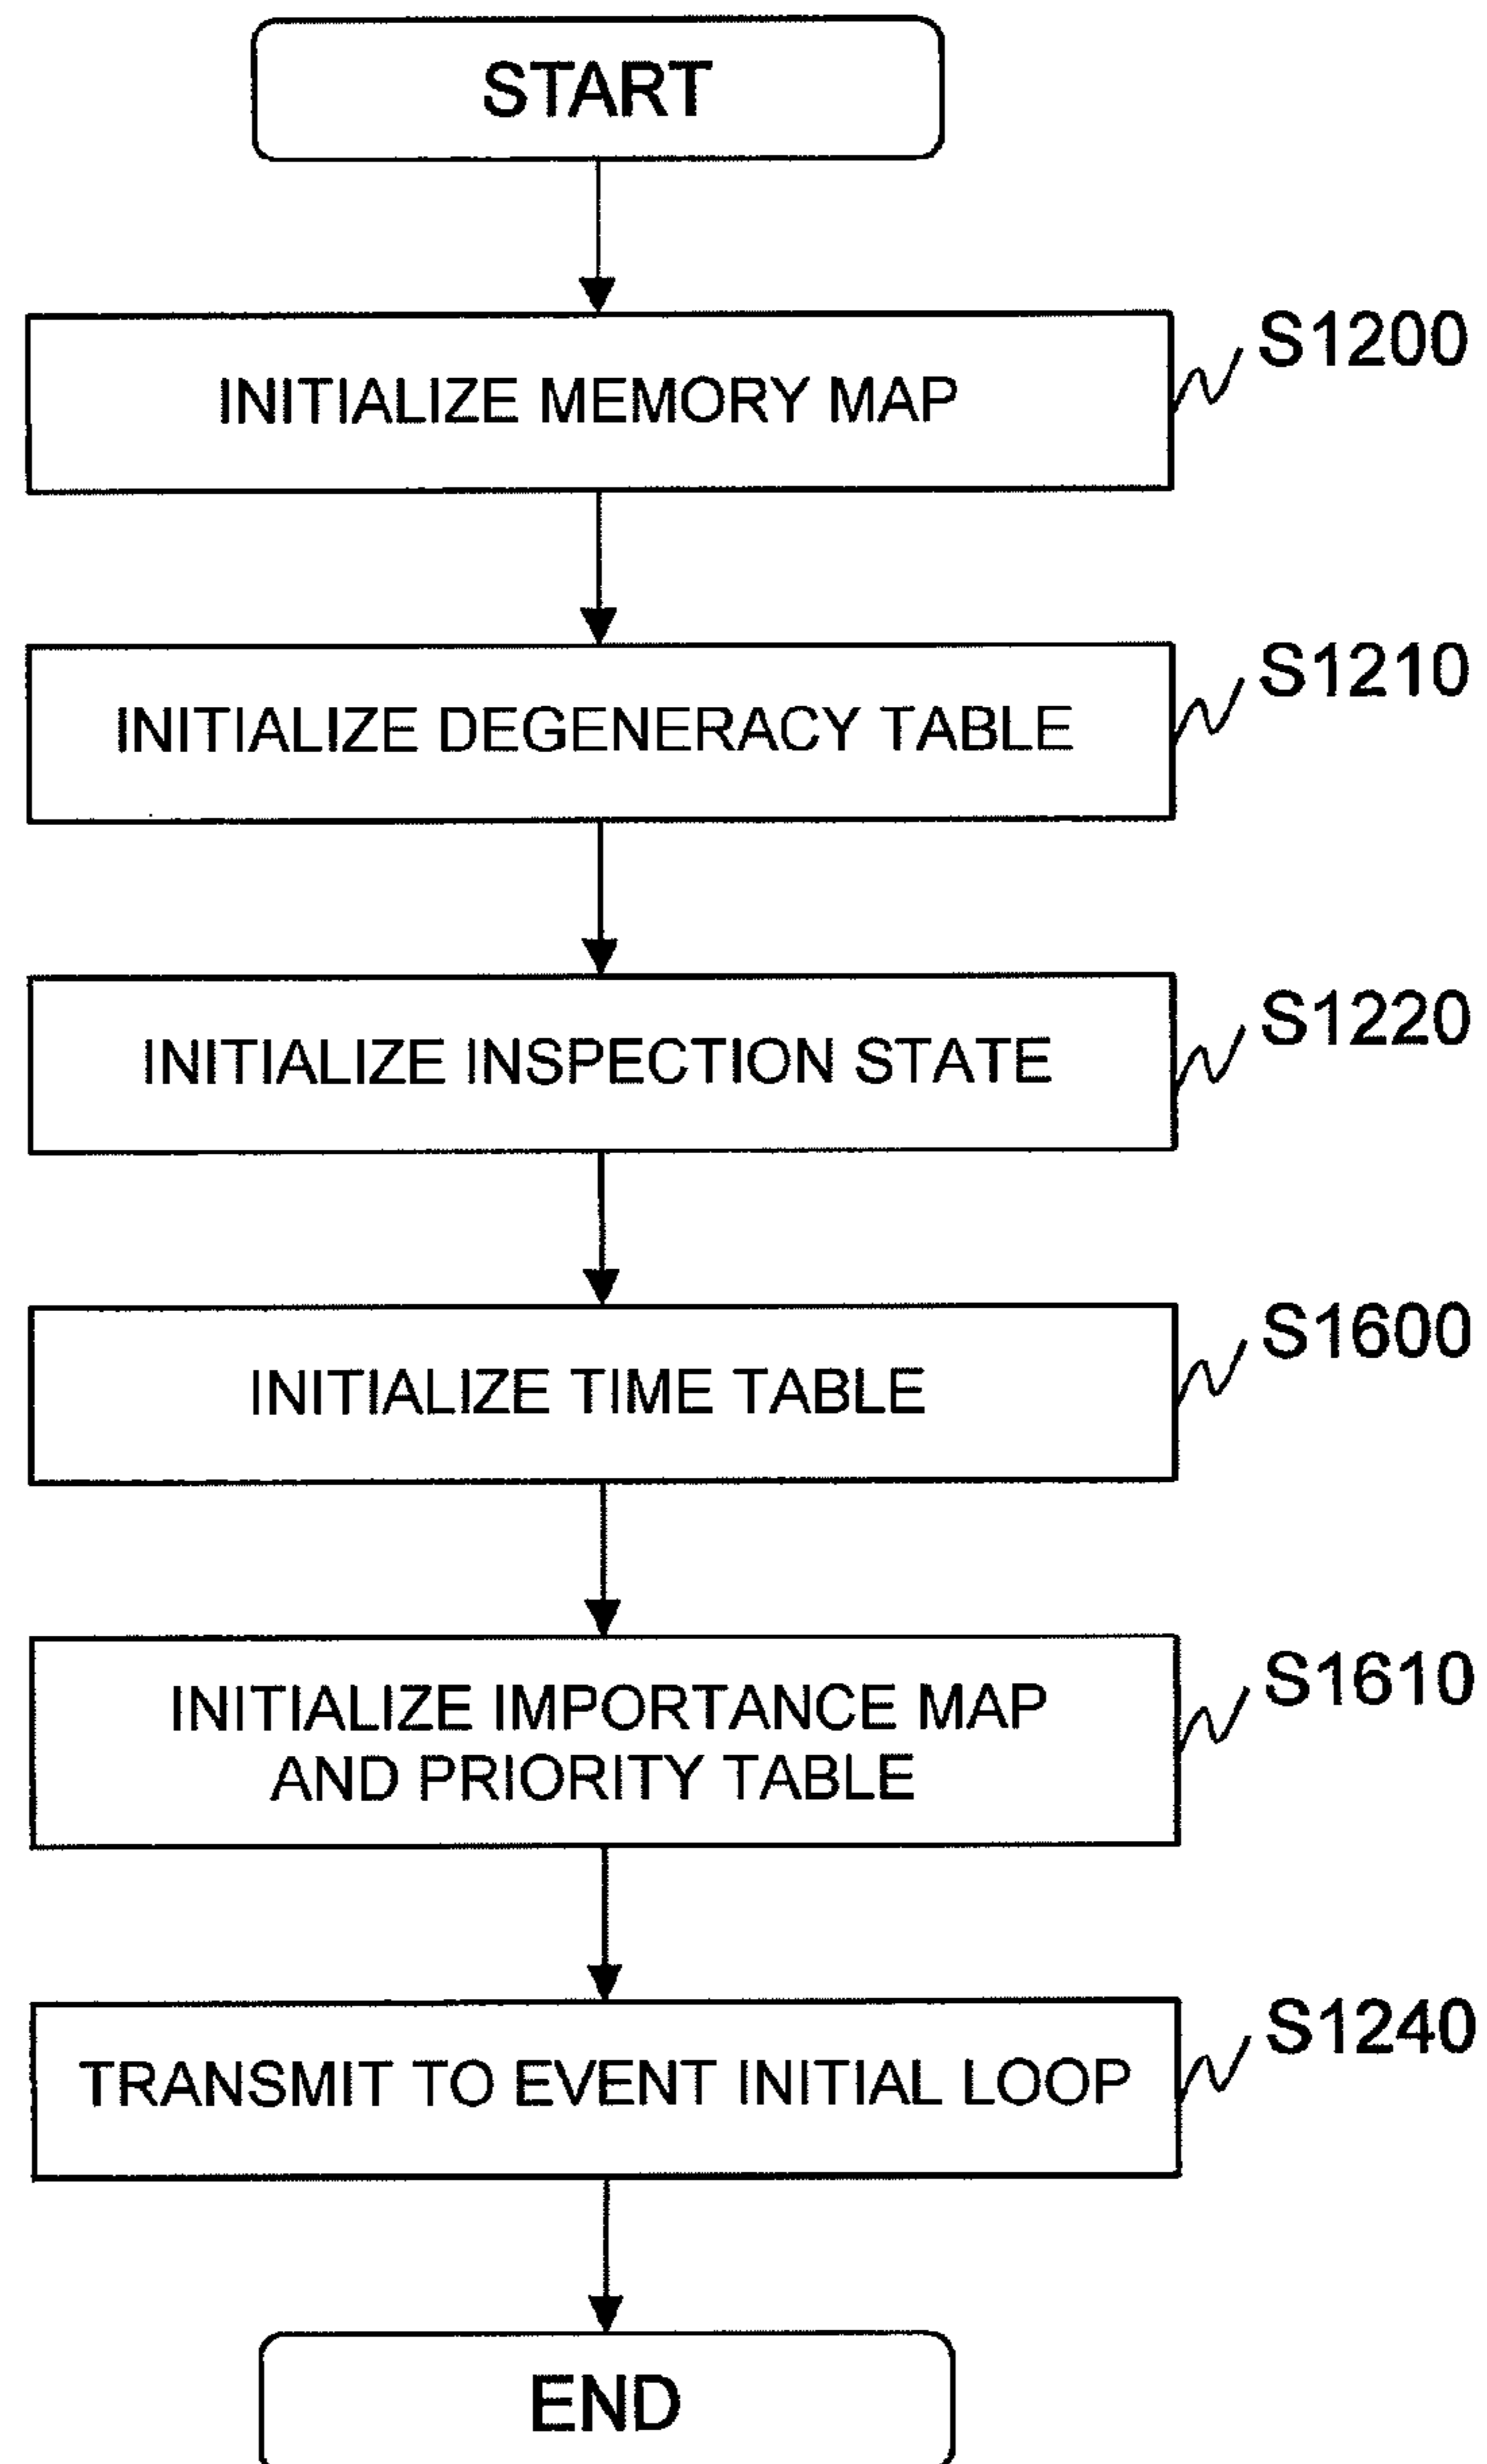 START
INITIALIZE MEMORY MAP
S1200
INITIALIZE DEGENERACY TABLE
S1210
INITIALIZE INSPECTION STATE
S1220
INITIALIZE TIME TABLE
S1600
INITIALIZE IMPORTANCE MAP
AND PRIORITY TABLE
S1610
TRANSMIT TO EVENT INITIAL LOOP
S1240
END